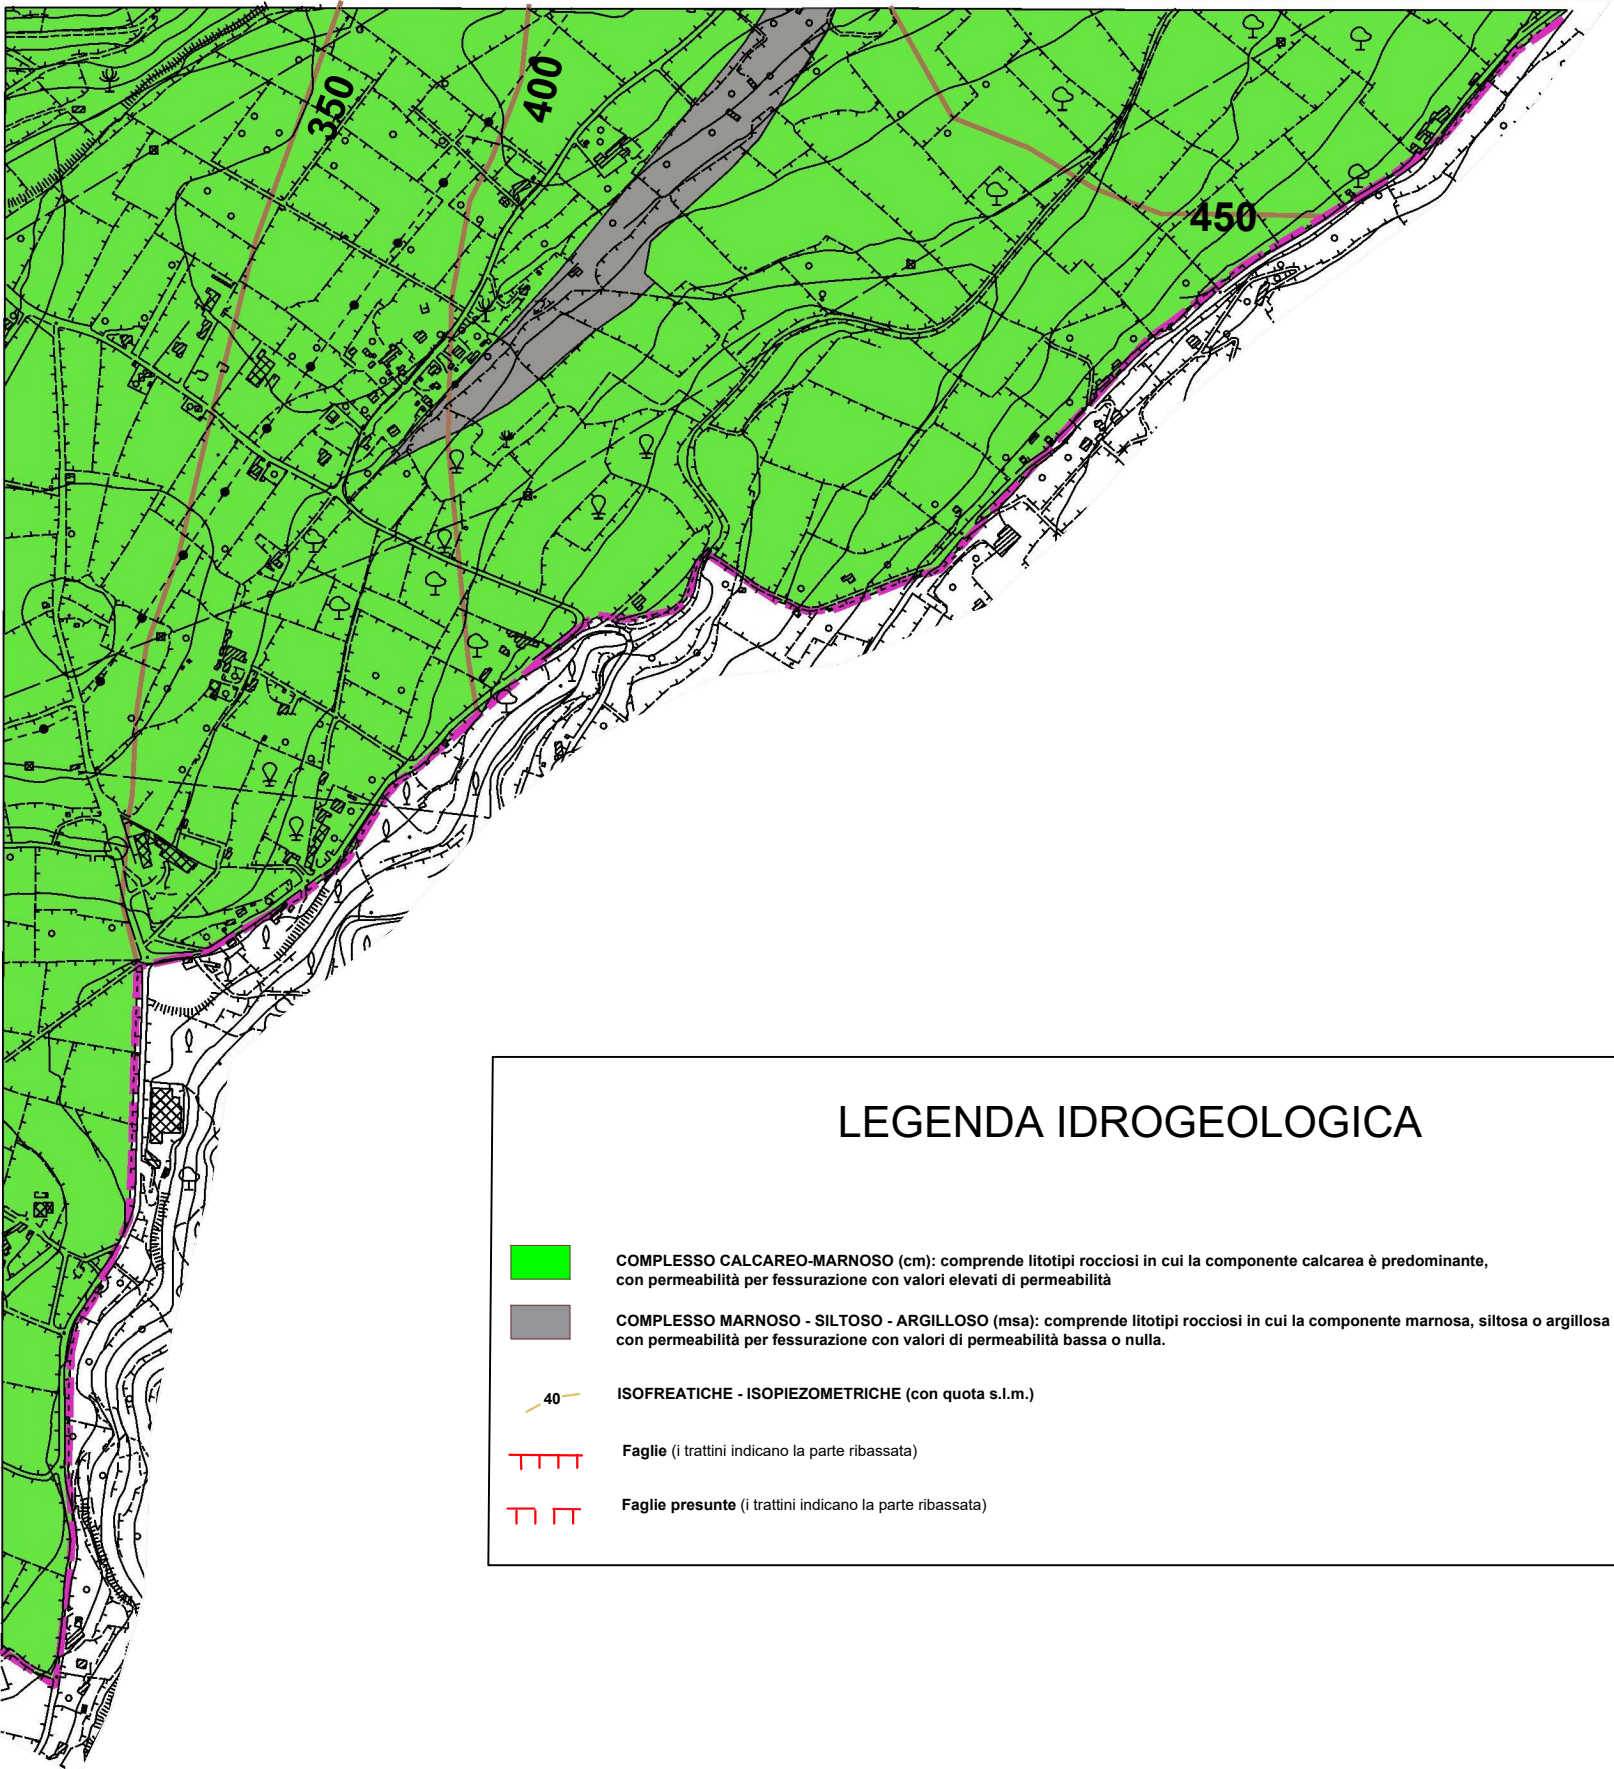 350
400
450
LEGENDA IDROGEOLOGICA
COMPLESSO CALCAREO-MARNOSO (cm): comprende litotipi rocciosi in cui la componente calcarea è predominante,
con permeabilità per fessurazione con valori elevati di permeabilità
COMPLESSO MARNOSO - SILTOSO - ARGILLOSO (msa): comprende litotipi rocciosi in cui la componente marnosa, siltosa o argillosa
con permeabilità per fessurazione con valori di permeabilità bassa o nulla.
40
ISOFREATICHE - ISOPIEZOMETRICHE (con quota s.l.m.)
Faglie (i trattini indicano la parte ribassata)
Faglie presunte (i trattini indicano la parte ribassata)